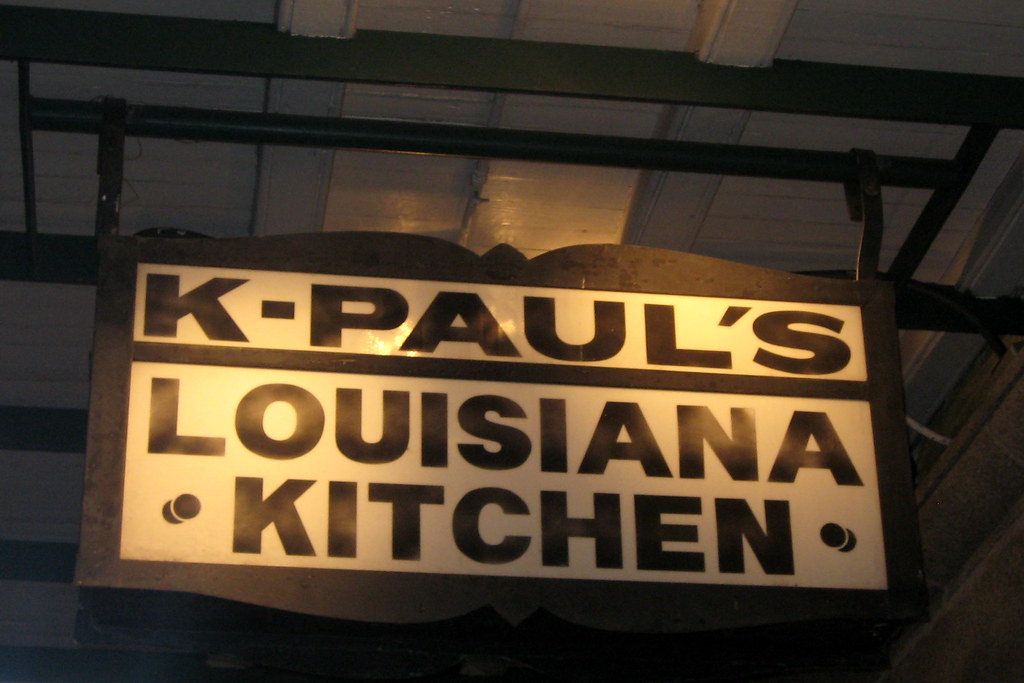 K-PAUL'S
LOUISIANA
• KITCHEN •